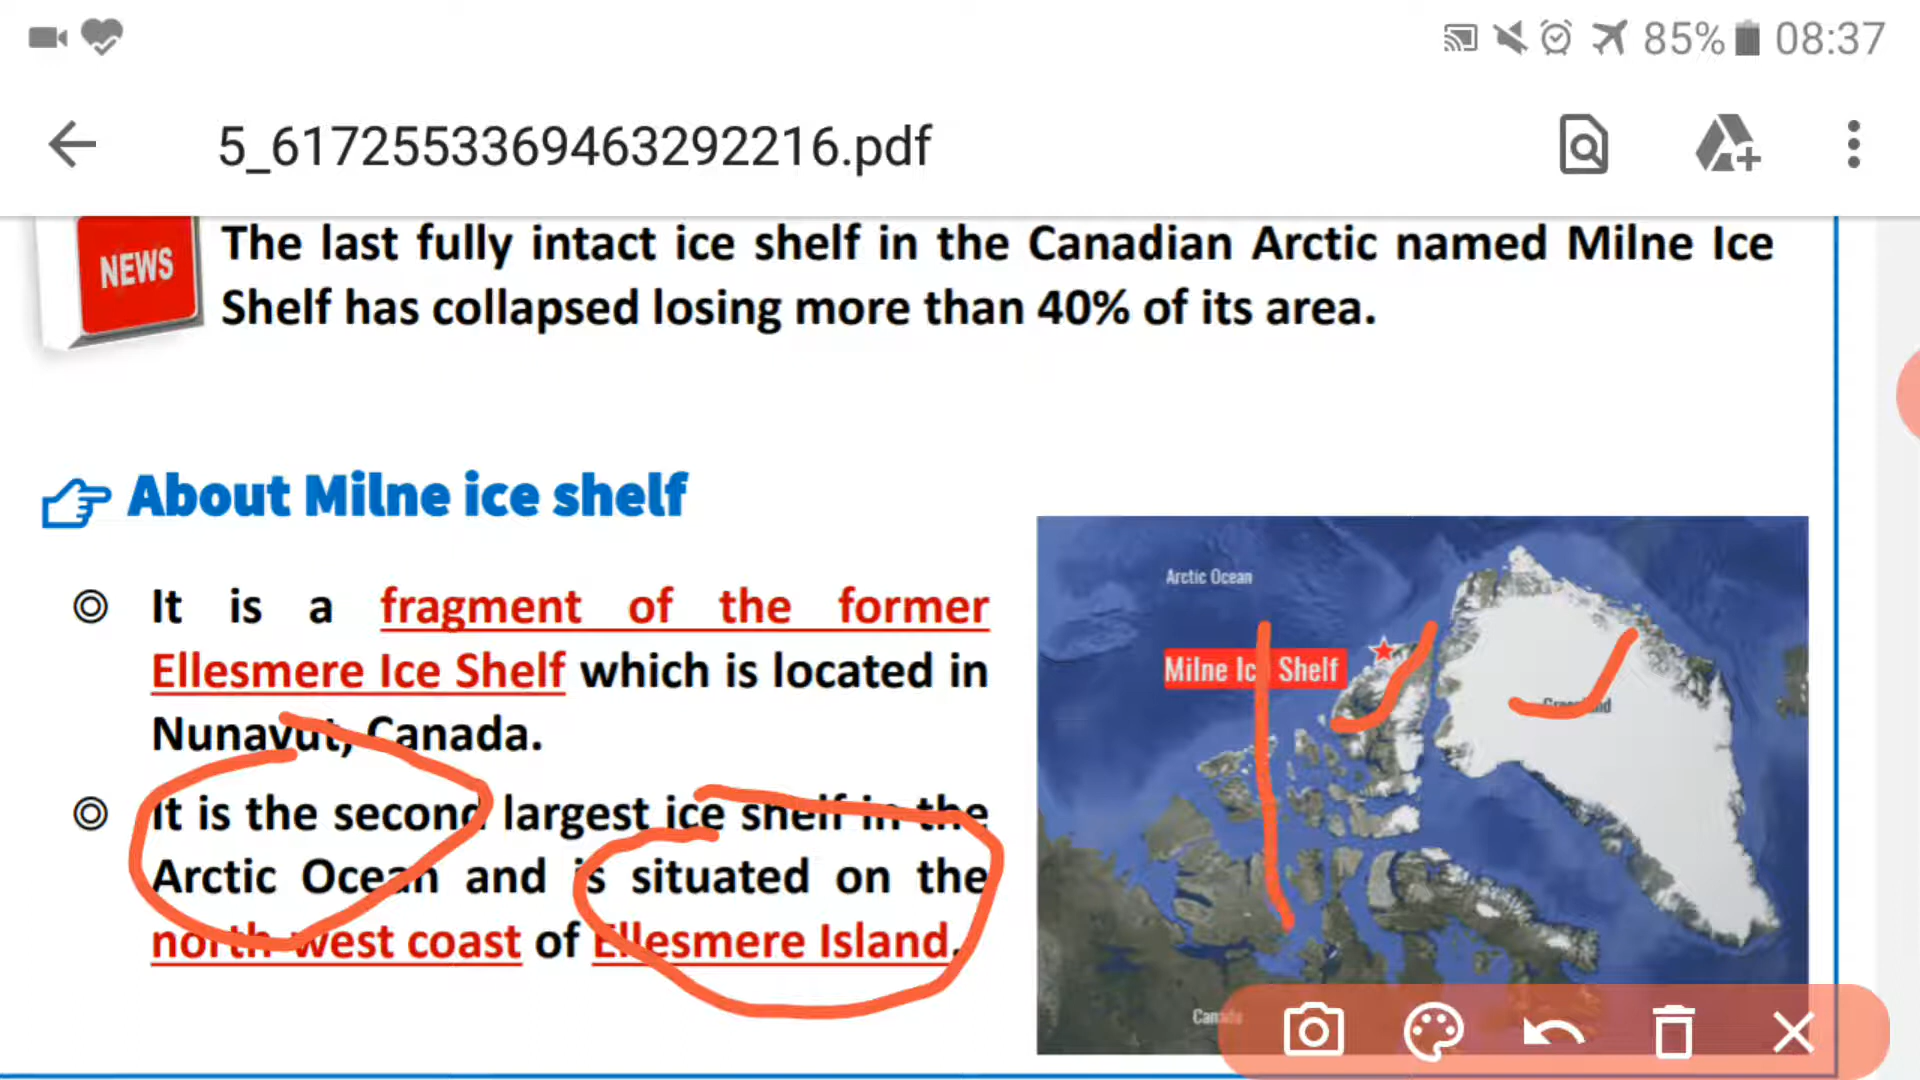 85% 08:37
5_6172553369463292216.pdf
NEWS
The last fully intact ice shelf in the Canadian Arctic named Milne Ice
Shelf has collapsed losing more than 40% of its area.
About Milne ice shelf
It is a fragment of the former
Ellesmere Ice Shelf which is located in
Nunavut, Canada.
It is the second largest ice shelf in the
Arctic Ocean and is situated on the
north west coast of Ellesmere Island.
Arctic Ocean
Milne Ice Shelf
Greenland
Canada